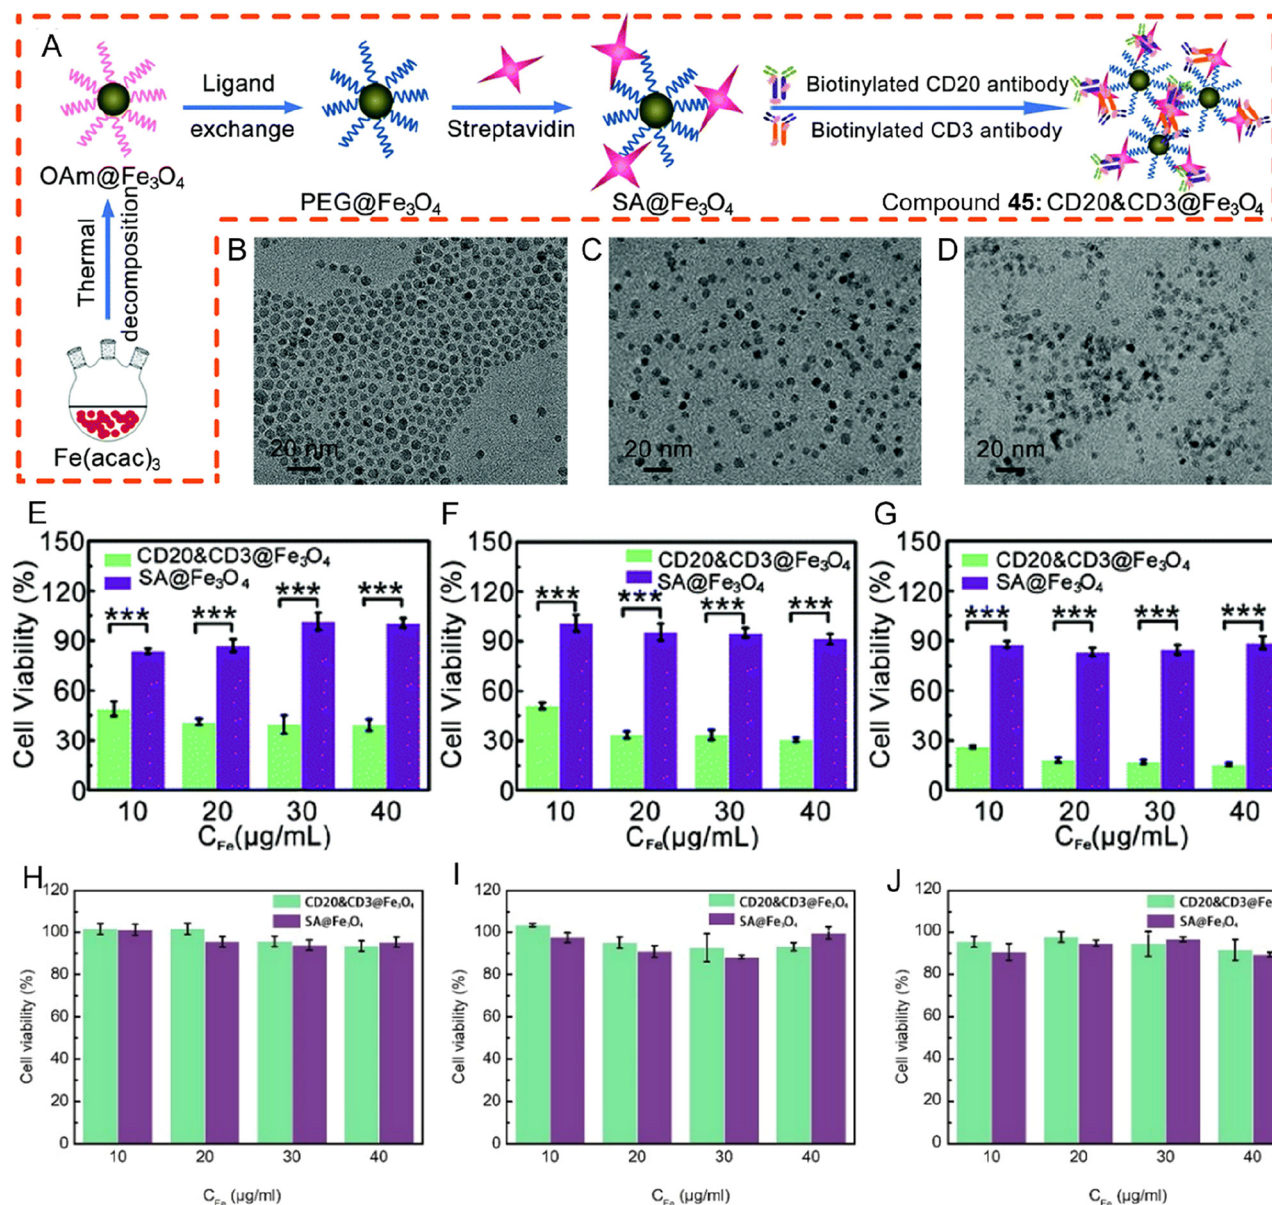 A
OAm@Fe3O4
Ligand
exchange
PEG@Fe3O4
Streptavidin
SA@Fe3O4
Biotinylated CD20 antibody
Biotinylated CD3 antibody
Compound 45: CD20&CD3@Fe3O4
Thermal
decomposition
Fe(acac)3
B
20 nm
C
20 nm
D
20 nm
E
150
120
90
60
30
0
Cell Viability (%)
CD20&CD3@Fe3O4
SA@Fe3O4
*** *** *** ***
10 20 30 40
CFe(µg/mL)
F
150
120
90
60
30
0
Cell Viability (%)
CD20&CD3@Fe3O4
SA@Fe3O4
*** *** *** ***
10 20 30 40
CFe(µg/mL)
G
150
120
90
60
30
0
Cell Viability (%)
CD20&CD3@Fe3O4
SA@Fe3O4
*** *** *** ***
10 20 30 40
CFe(µg/mL)
H
120
100
80
60
40
20
0
Cell viability (%)
CD20&CD3@Fe3O4
SA@Fe3O4
10 20 30 40
CFe (µg/ml)
I
120
100
80
60
40
20
0
Cell viability (%)
CD20&CD3@Fe3O4
SA@Fe3O4
10 20 30 40
CFe (µg/ml)
J
120
100
80
60
40
20
0
Cell viability (%)
CD20&CD3@Fe
SA@Fe3O4
10 20 30 40
CFe (µg/ml)